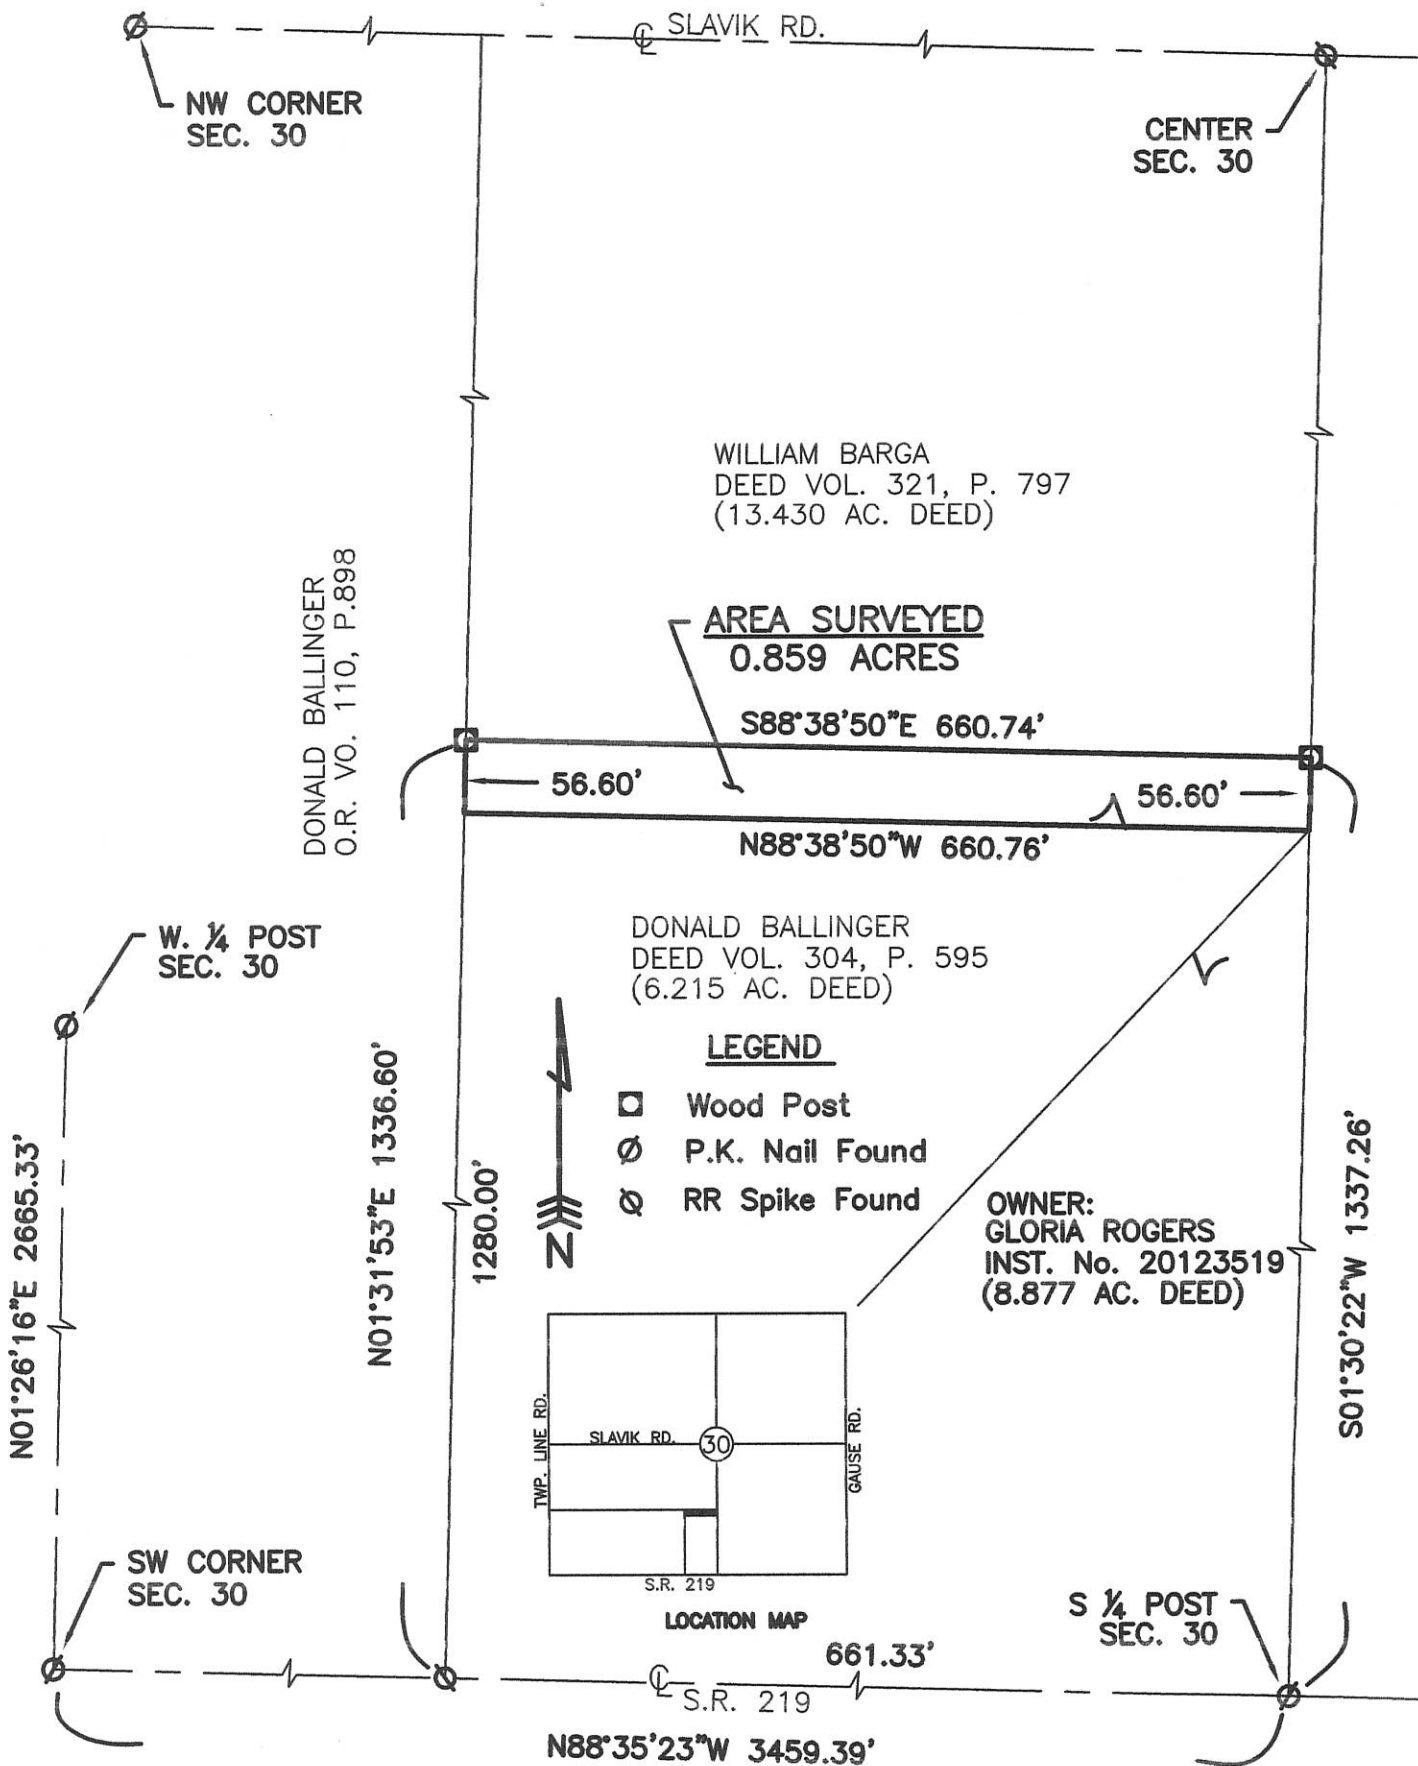 ℄ SLAVIK RD.
NW CORNER
SEC. 30
CENTER
SEC. 30
WILLIAM BARGA
DEED VOL. 321, P. 797
(13.430 AC. DEED)
DONALD BALLINGER
O.R. VO. 110, P.898
AREA SURVEYED
0.859 ACRES
S88°38'50"E 660.74'
56.60'
56.60'
N88°38'50"W 660.76'
W. ¼ POST
SEC. 30
DONALD BALLINGER
DEED VOL. 304, P. 595
(6.215 AC. DEED)
LEGEND
Wood Post
P.K. Nail Found
RR Spike Found
N
N01°26'16"E 2665.33'
N01°31'53"E 1336.60'
1280.00'
OWNER:
GLORIA ROGERS
INST. No. 20123519
(8.877 AC. DEED)
S01°30'22"W 1337.26'
TWP. LINE RD.
SLAVIK RD.
30
GAUSE RD.
S.R. 219
LOCATION MAP
SW CORNER
SEC. 30
S ¼ POST
SEC. 30
661.33'
℄ S.R. 219
N88°35'23"W 3459.39'